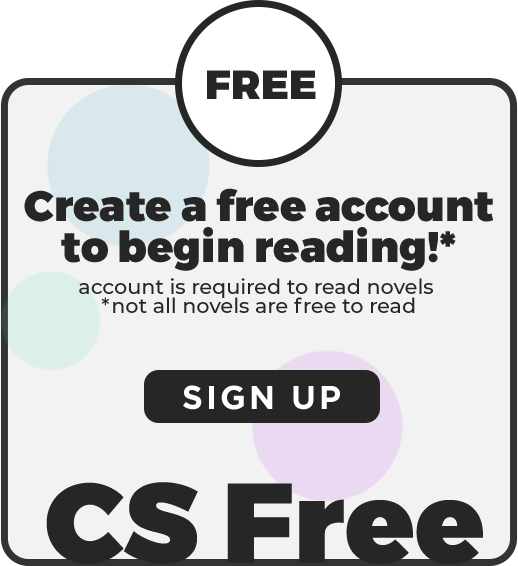 FREE
Create a free account
to begin reading!*
account is required to read novels
*not all novels are free to read
SIGN UP
CS Free